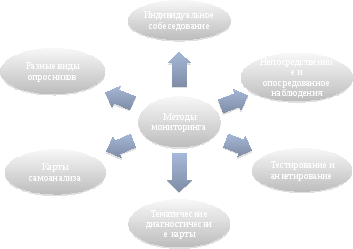 Индивидуальное
собеседование
Разные виды
опросников
Непосредственно
е и
опосредованное
наблюдения
Методы
мониторинга
Карты
самоанализа
Тестирование и
анкетирование
Тематические
диагностически
е карты